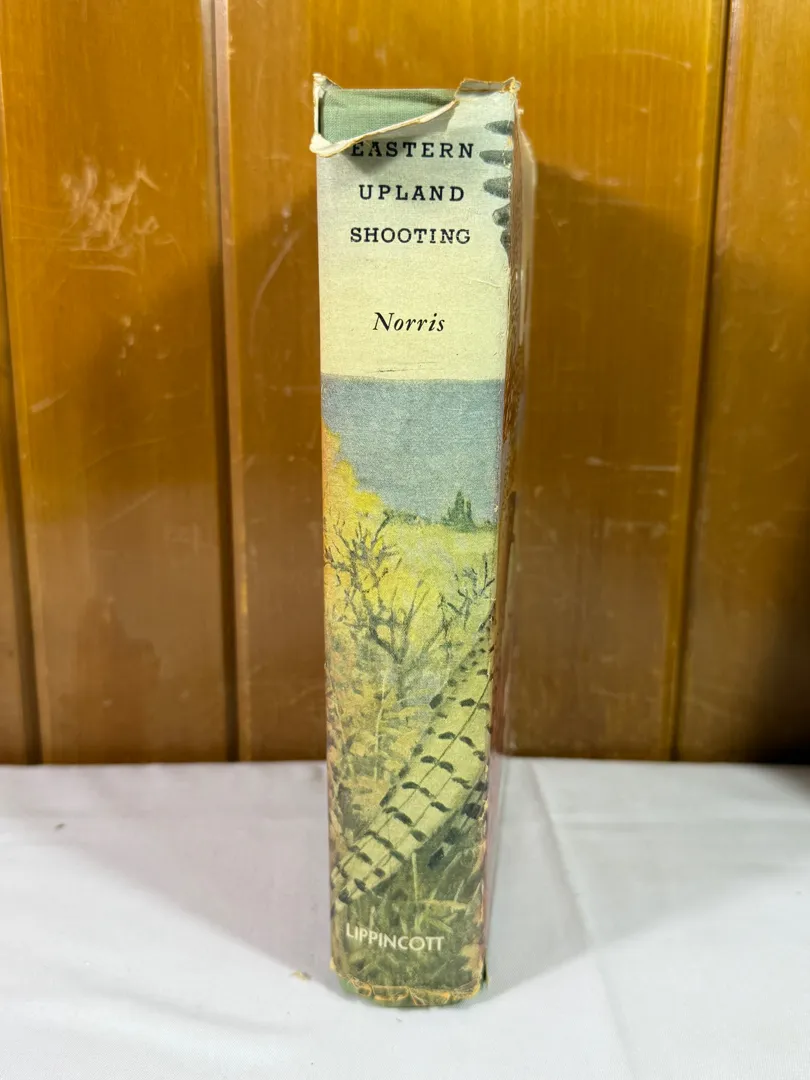 EASTERN
UPLAND
SHOOTING
Norris
LIPPINCOTT